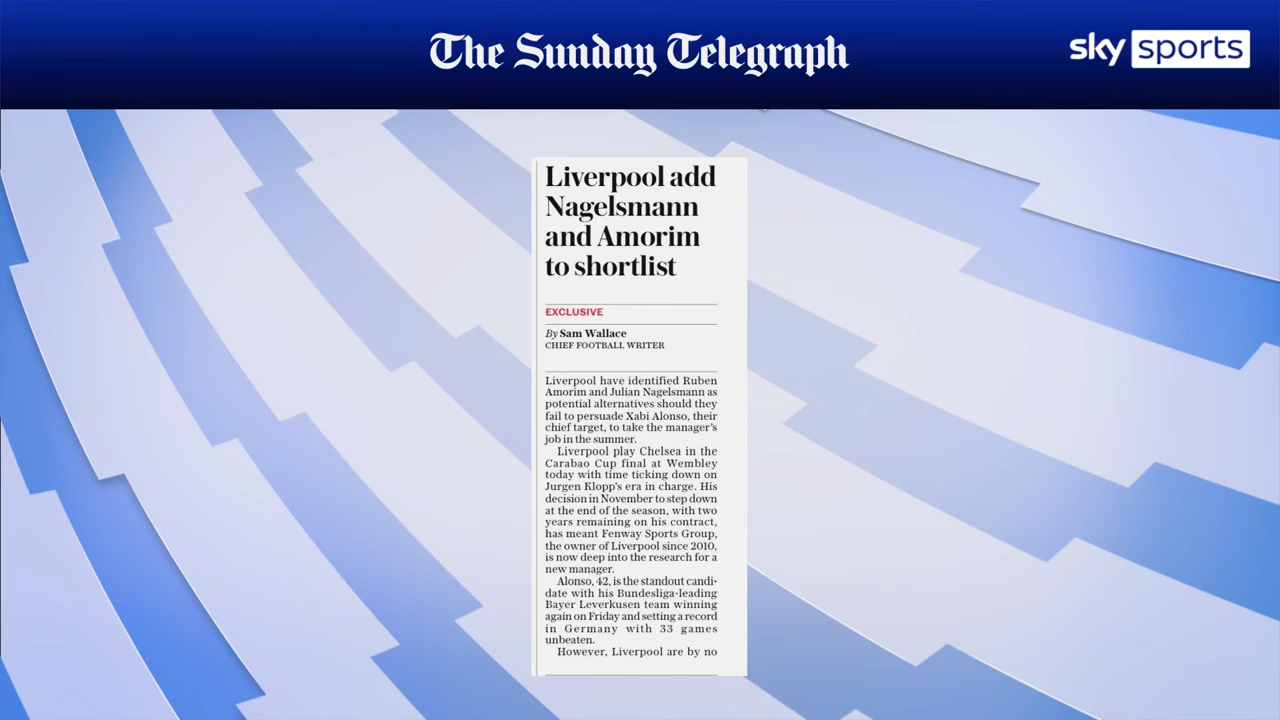 The Sunday Telegraph
sky sports
Liverpool add
Nagelsmann
and Amorim
to shortlist
EXCLUSIVE
By Sam Wallace
CHIEF FOOTBALL WRITER
Liverpool have identified Ruben
Amorim and Julian Nagelsmann as
potential alternatives should they
fail to persuade Xabi Alonso, their
chief target, to take the manager's
job in the summer.
Liverpool play Chelsea in the
Carabao Cup final at Wembley
today with time ticking down on
Jurgen Klopp's era in charge. His
decision in November to step down
at the end of the season, with two
years remaining on his contract,
has meant Fenway Sports Group,
the owner of Liverpool since 2010,
is now deep into the research for a
new manager.
Alonso, 42, is the standout candi-
date with his Bundesliga-leading
Bayer Leverkusen team winning
again on Friday and setting a record
in Germany with 33 games
unbeaten.
However, Liverpool are by no